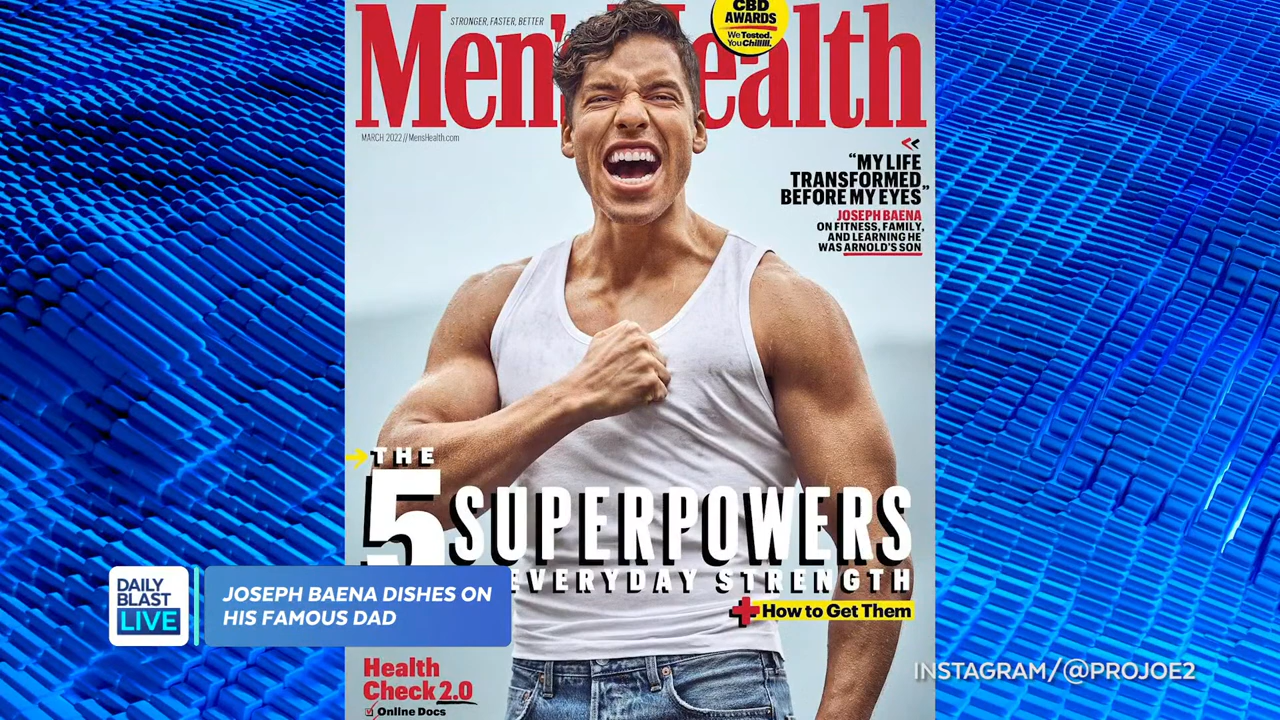 CBD
AWARDS
We Tested.
You Chillll.
STRONGER, FASTER, BETTER
Men's Health
MARCH 2022 // MensHealth.com
"MY LIFE
TRANSFORMED
BEFORE MY EYES"
JOSEPH BAENA
ON FITNESS, FAMILY,
AND LEARNING HE
WAS ARNOLD'S SON
THE
5 SUPERPOWERS
EVERYDAY STRENGTH
How to Get Them
DAILY
BLAST
LIVE
JOSEPH BAENA DISHES ON
HIS FAMOUS DAD
Health
Check 2.0
Online Docs
INSTAGRAM/@PROJOE2